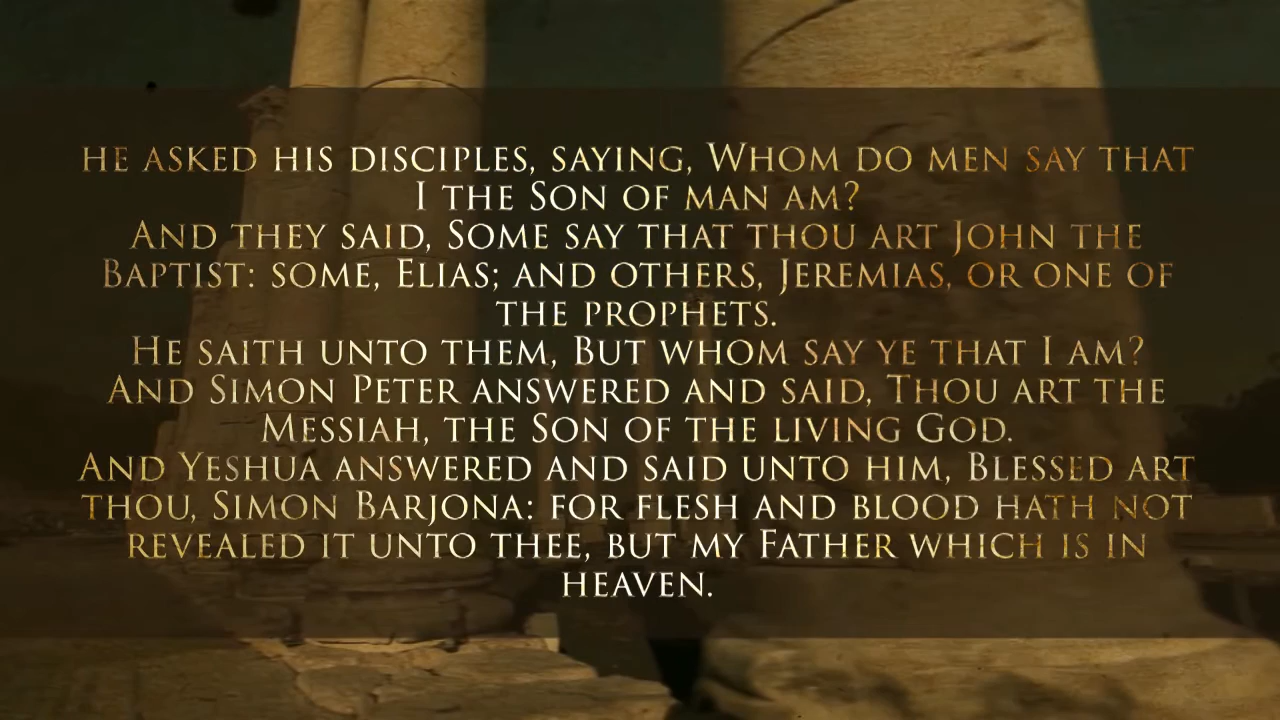 he asked his disciples, saying, Whom do men say that
I the Son of man am?
And they said, Some say that thou art John the
Baptist: some, Elias; and others, Jeremias, or one of
the prophets.
He saith unto them, But whom say ye that I am?
And Simon Peter answered and said, Thou art the
Messiah, the Son of the living God.
And Yeshua answered and said unto him, Blessed art
thou, Simon Barjona: for flesh and blood hath not
revealed it unto thee, but my Father which is in
heaven.